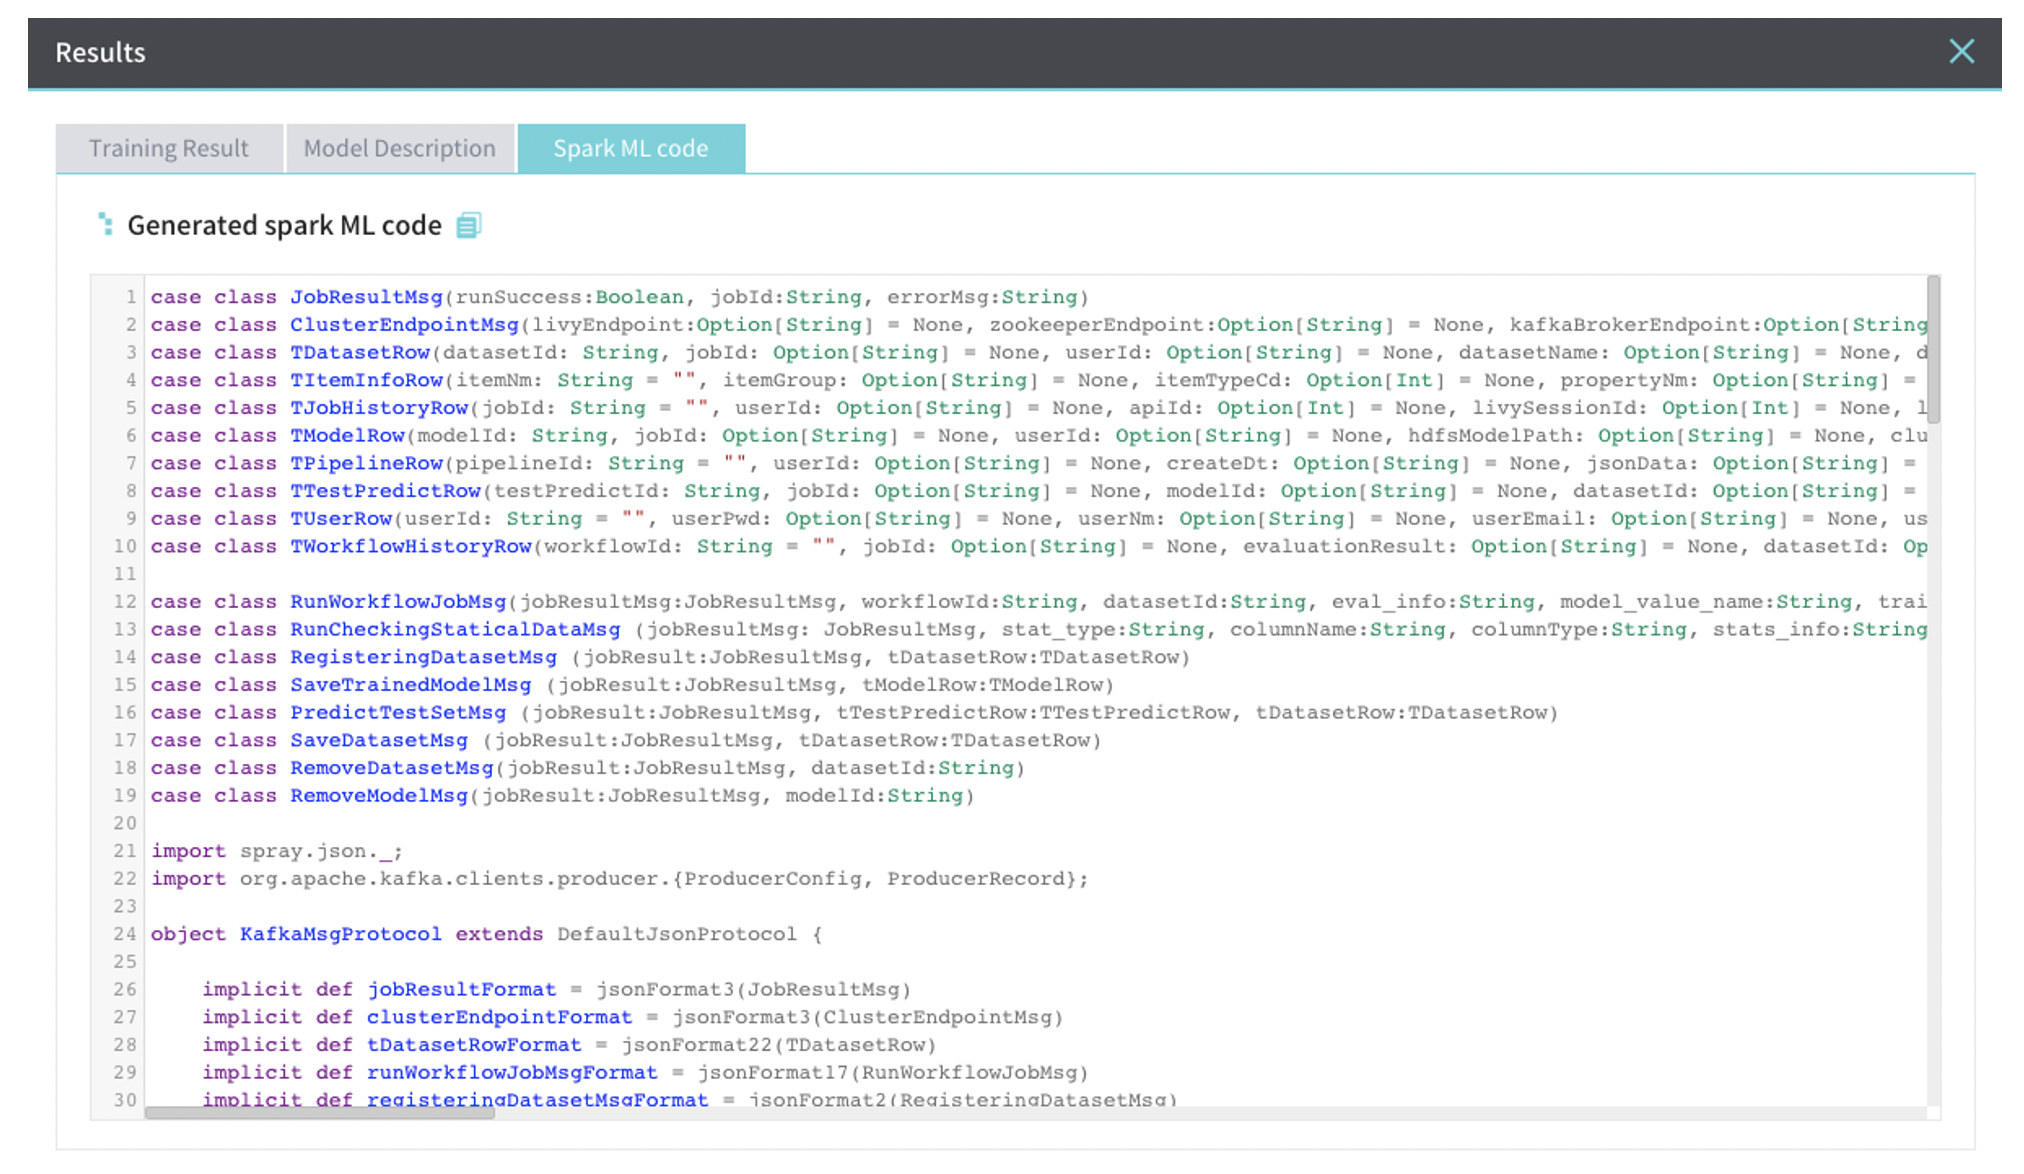 Results
Training Result Model Description Spark ML code
Generated spark ML code
1 case class JobResultMsg(runSuccess:Boolean, jobId:String, errorMsg:String)
2 case class ClusterEndpointMsg(livyEndpoint:Option[String] = None, zookeeperEndpoint:Option[String] = None, kafkaBrokerEndpoint:Option[String
3 case class TDatasetRow(datasetId: String, jobId: Option[String] = None, userId: Option[String] = None, datasetName: Option[String] = None, d
4 case class TItemInfoRow(itemNm: String = "", itemGroup: Option[String] = None, itemTypeCd: Option[Int] = None, propertyNm: Option[String] =
5 case class TJobHistoryRow(jobId: String = "", userId: Option[String] = None, apiId: Option[Int] = None, livySessionId: Option[Int] = None, l
6 case class TModelRow(modelId: String, jobId: Option[String] = None, userId: Option[String] = None, hdfsModelPath: Option[String] = None, clu
7 case class TPipelineRow(pipelineId: String = "", userId: Option[String] = None, createDt: Option[String] = None, jsonData: Option[String] =
8 case class TTestPredictRow(testPredictId: String, jobId: Option[String] = None, modelId: Option[String] = None, datasetId: Option[String] =
9 case class TUserRow(userId: String = "", userPwd: Option[String] = None, userNm: Option[String] = None, userEmail: Option[String] = None, us
10 case class TWorkflowHistoryRow(workflowId: String = "", jobId: Option[String] = None, evaluationResult: Option[String] = None, datasetId: Op
11
12 case class RunWorkflowJobMsg(jobResultMsg:JobResultMsg, workflowId:String, datasetId:String, eval_info:String, model_value_name:String, trai
13 case class RunCheckingStaticalDataMsg (jobResultMsg: JobResultMsg, stat_type:String, columnName:String, columnType:String, stats_info:String
14 case class RegisteringDatasetMsg (jobResult:JobResultMsg, tDatasetRow:TDatasetRow)
15 case class SaveTrainedModelMsg (jobResult:JobResultMsg, tModelRow:TModelRow)
16 case class PredictTestSetMsg (jobResult:JobResultMsg, tTestPredictRow:TTestPredictRow, tDatasetRow:TDatasetRow)
17 case class SaveDatasetMsg (jobResult:JobResultMsg, tDatasetRow:TDatasetRow)
18 case class RemoveDatasetMsg(jobResult:JobResultMsg, datasetId:String)
19 case class RemoveModelMsg(jobResult:JobResultMsg, modelId:String)
20
21 import spray.json._;
22 import org.apache.kafka.clients.producer.{ProducerConfig, ProducerRecord};
23
24 object KafkaMsgProtocol extends DefaultJsonProtocol {
25
26 implicit def jobResultFormat = jsonFormat3(JobResultMsg)
27 implicit def clusterEndpointFormat = jsonFormat3(ClusterEndpointMsg)
28 implicit def tDatasetRowFormat = jsonFormat22(TDatasetRow)
29 implicit def runWorkflowJobMsgFormat = jsonFormat17(RunWorkflowJobMsg)
30 implicit def registeringDatasetMsgFormat = jsonFormat2(RegisteringDatasetMsg)